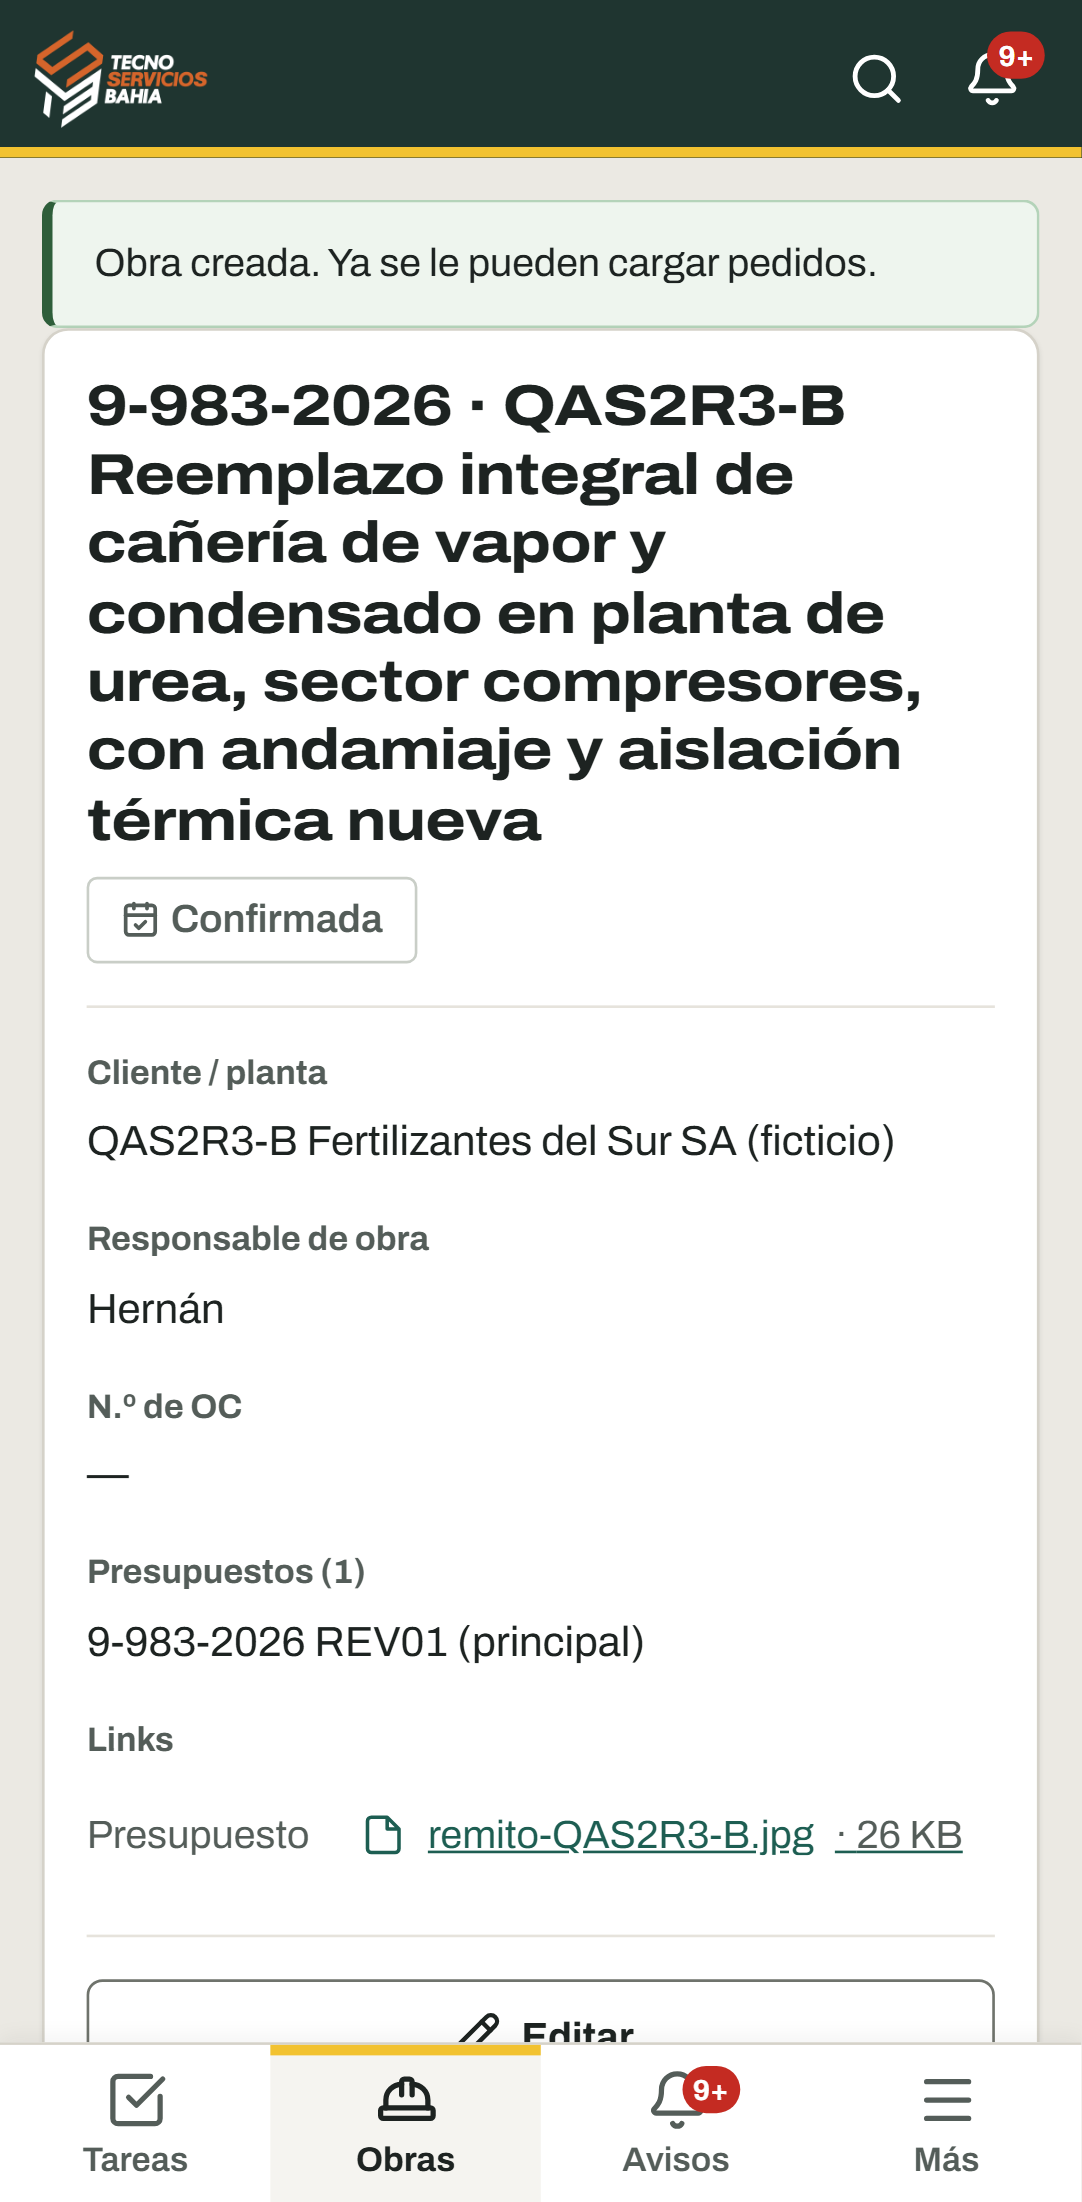 TECNO
SERVICIOS
BAHIA
9+
Obra creada. Ya se le pueden cargar pedidos.
9-983-2026 · QAS2R3-B
Reemplazo integral de
cañería de vapor y
condensado en planta de
urea, sector compresores,
con andamiaje y aislación
térmica nueva
Confirmada
Cliente / planta
QAS2R3-B Fertilizantes del Sur SA (ficticio)
Responsable de obra
Hernán
N.º de OC
—
Presupuestos (1)
9-983-2026 REV01 (principal)
Links
Presupuesto remito-QAS2R3-B.jpg · 26 KB
Editar
9+
Tareas Obras Avisos Más